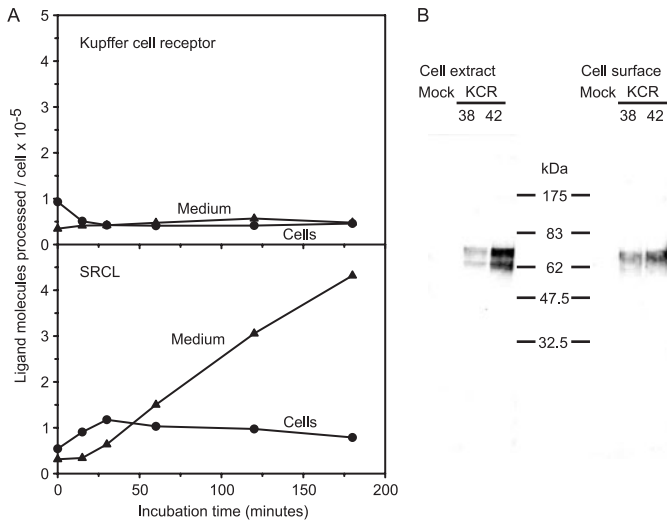 A
Ligand molecules processed / cell x 10-5
5
4
3
2
1
0
Kupffer cell receptor
Medium
Cells
5
4
3
2
1
0
SRCL
Medium
Cells
0 50 100 150 200
Incubation time (minutes)
B
Cell extract
Mock KCR
38 42
Cell surface
Mock KCR
38 42
kDa
175
83
62
47.5
32.5